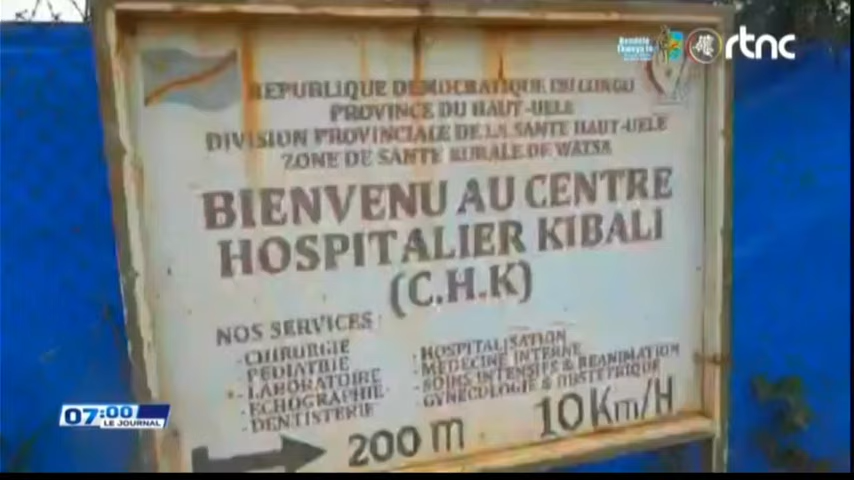 rtnc
REPUBLIQUE DEMOCRATIQUE DU CONGO
PROVINCE DU HAUT-UELE
DIVISION PROVINCIALE DE LA SANTE HAUT-UELE
ZONE DE SANTE RURALE DE WATSA
BIENVENU AU CENTRE
HOSPITALIER KIBALI
(C.H.K)
NOS SERVICES :
- CHIRURGIE
- PEDIATRIE
- LABORATOIRE
- ECHOGRAPHIE
- DENTISTERIE
- HOSPITALISATION
- MEDECINE INTERNE
- SOINS INTENSIFS & REANIMATION
- GYNECOLOGIE & OBSTETRIQUE
200 m
10 Km/H
07:00
LE JOURNAL